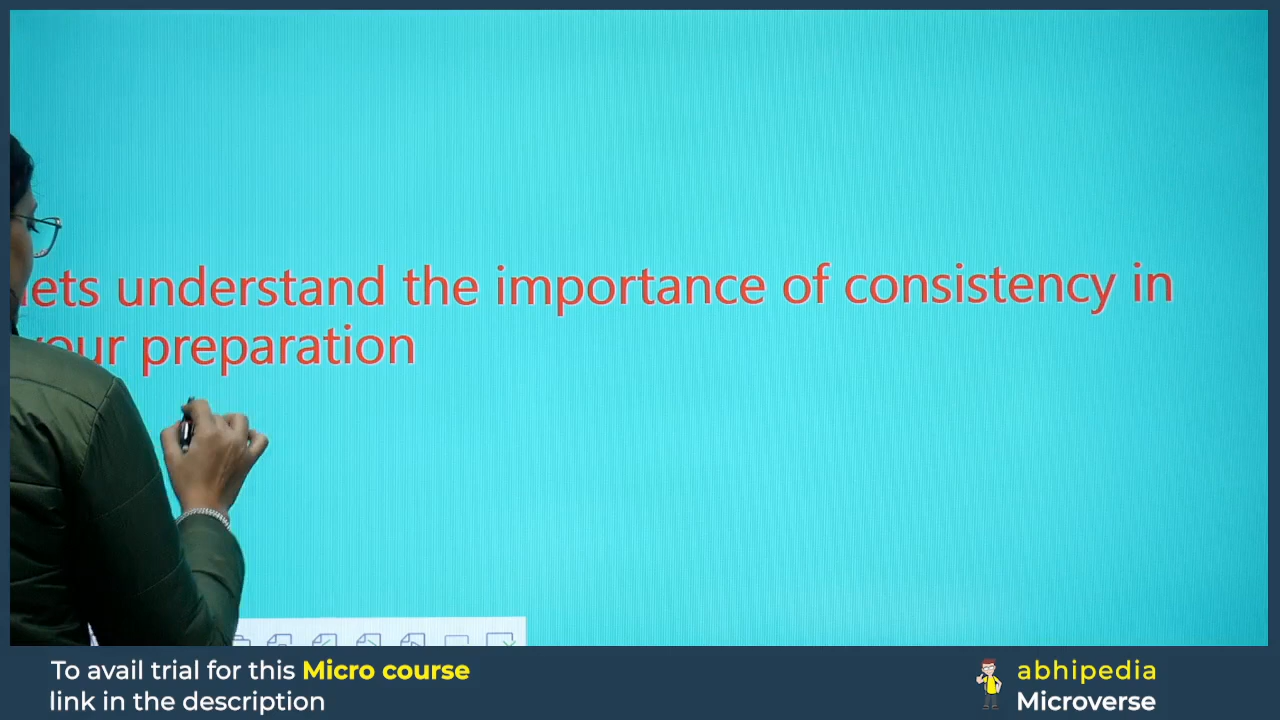 lets understand the importance of consistency in
your preparation
To avail trial for this Micro course
link in the description
abhipedia
Microverse